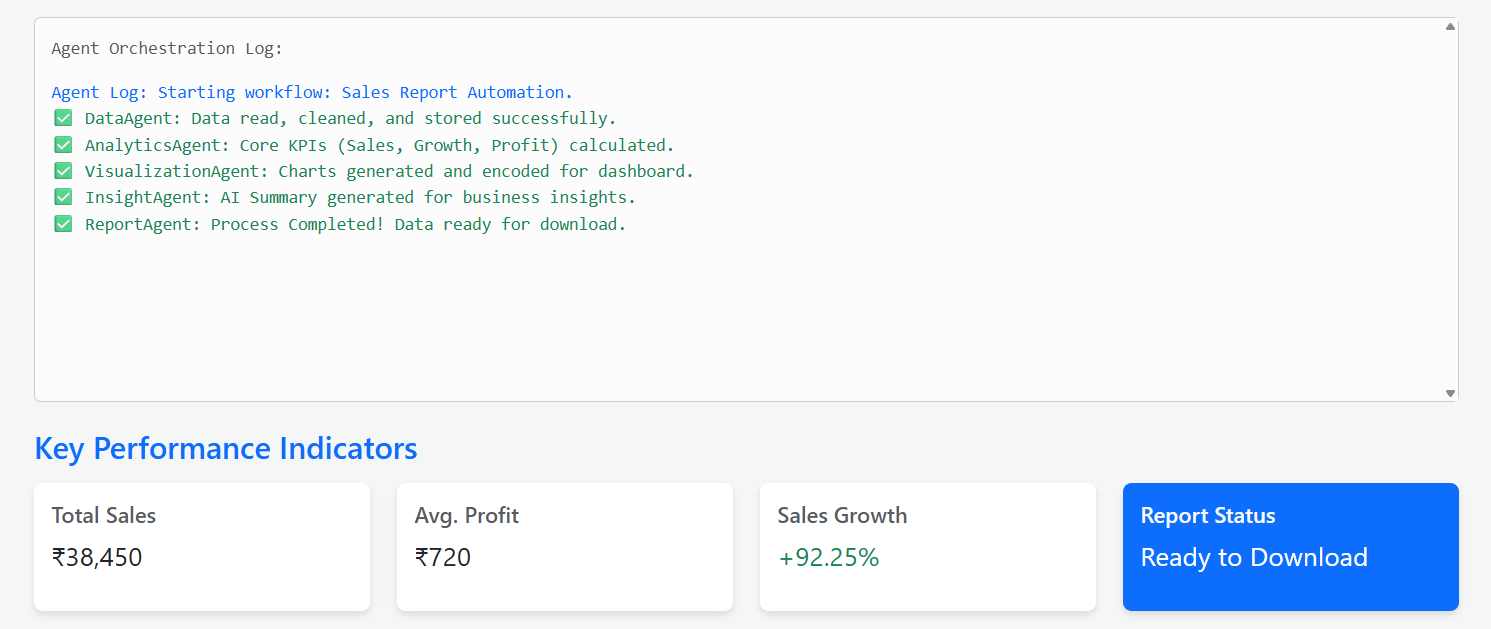 Agent Orchestration Log:
Agent Log: Starting workflow: Sales Report Automation.
✅ DataAgent: Data read, cleaned, and stored successfully.
✅ AnalyticsAgent: Core KPIs (Sales, Growth, Profit) calculated.
✅ VisualizationAgent: Charts generated and encoded for dashboard.
✅ InsightAgent: AI Summary generated for business insights.
✅ ReportAgent: Process Completed! Data ready for download.
Key Performance Indicators
Total Sales
₹38,450
Avg. Profit
₹720
Sales Growth
+92.25%
Report Status
Ready to Download